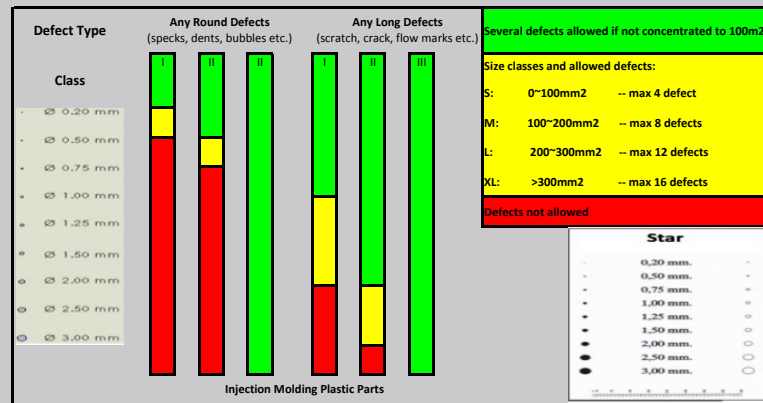 Defect Type
Class
Any Round Defects
(specks, dents, bubbles etc.)
I
II
II
Any Long Defects
(scratch, crack, flow marks etc.)
I
II
III
Ø 0,20 mm
Ø 0,50 mm
Ø 0,75 mm
Ø 1,00 mm
Ø 1,25 mm
Ø 1,50 mm
Ø 2,00 mm
Ø 2,50 mm
Ø 3,00 mm
Injection Molding Plastic Parts
Several defects allowed if not concentrated to 100m2
Size classes and allowed defects:
S: 0~100mm2 -- max 4 defect
M: 100~200mm2 -- max 8 defects
L: 200~300mm2 -- max 12 defects
XL: >300mm2 -- max 16 defects
Defects not allowed
Star
0,20 mm.
0,50 mm.
0,75 mm.
1,00 mm.
1,25 mm.
1,50 mm.
2,00 mm.
2,50 mm.
3,00 mm.